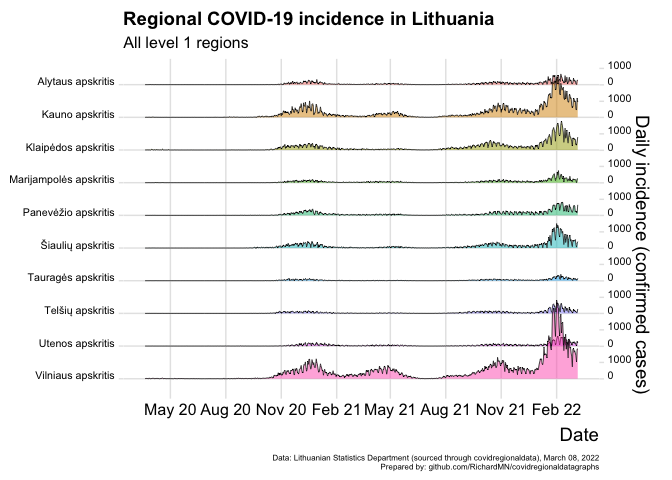 Regional COVID-19 incidence in Lithuania
All level 1 regions
Alytaus apskritis
Kauno apskritis
Klaipėdos apskritis
Marijampolės apskritis
Panevėžio apskritis
Šiaulių apskritis
Tauragės apskritis
Telšių apskritis
Utenos apskritis
Vilniaus apskritis
1000
0
1000
0
1000
0
1000
0
1000
0
1000
0
1000
0
1000
0
1000
0
1000
0
Daily incidence (confirmed cases)
May 20 Aug 20 Nov 20 Feb 21 May 21 Aug 21 Nov 21 Feb 22
Date
Data: Lithuanian Statistics Department (sourced through covidregionaldata), March 08, 2022
Prepared by: github.com/RichardMN/covidregionaldatagraphs